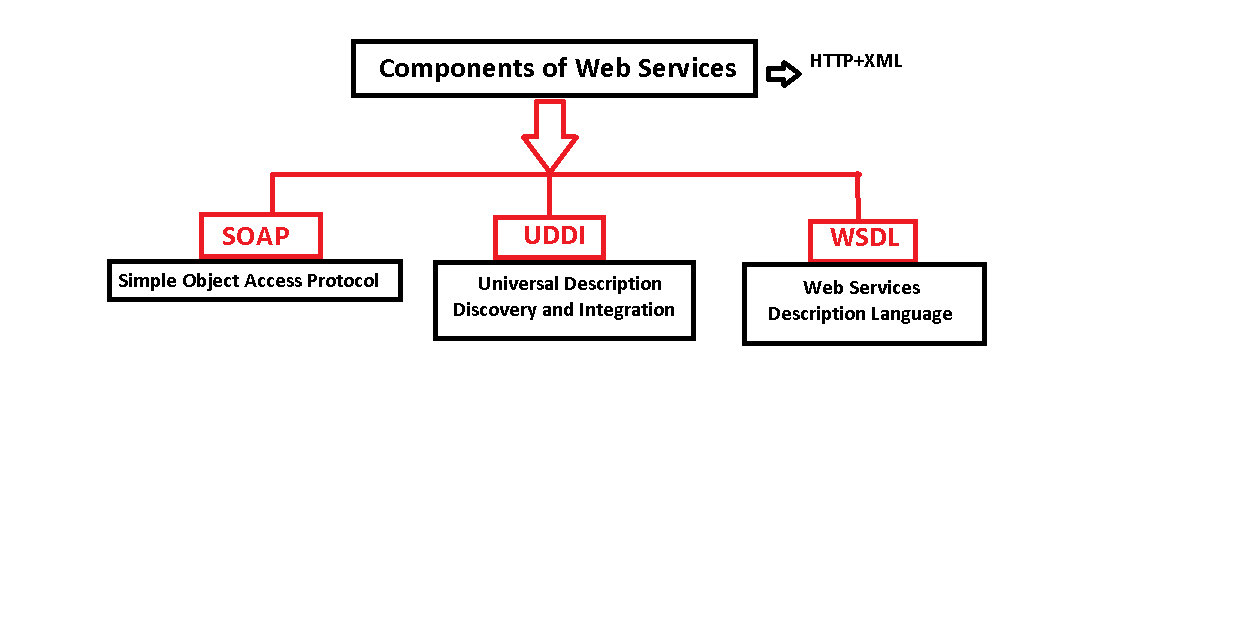 Components of Web Services
HTTP+XML
SOAP
Simple Object Access Protocol
UDDI
Universal Description
Discovery and Integration
WSDL
Web Services
Description Language